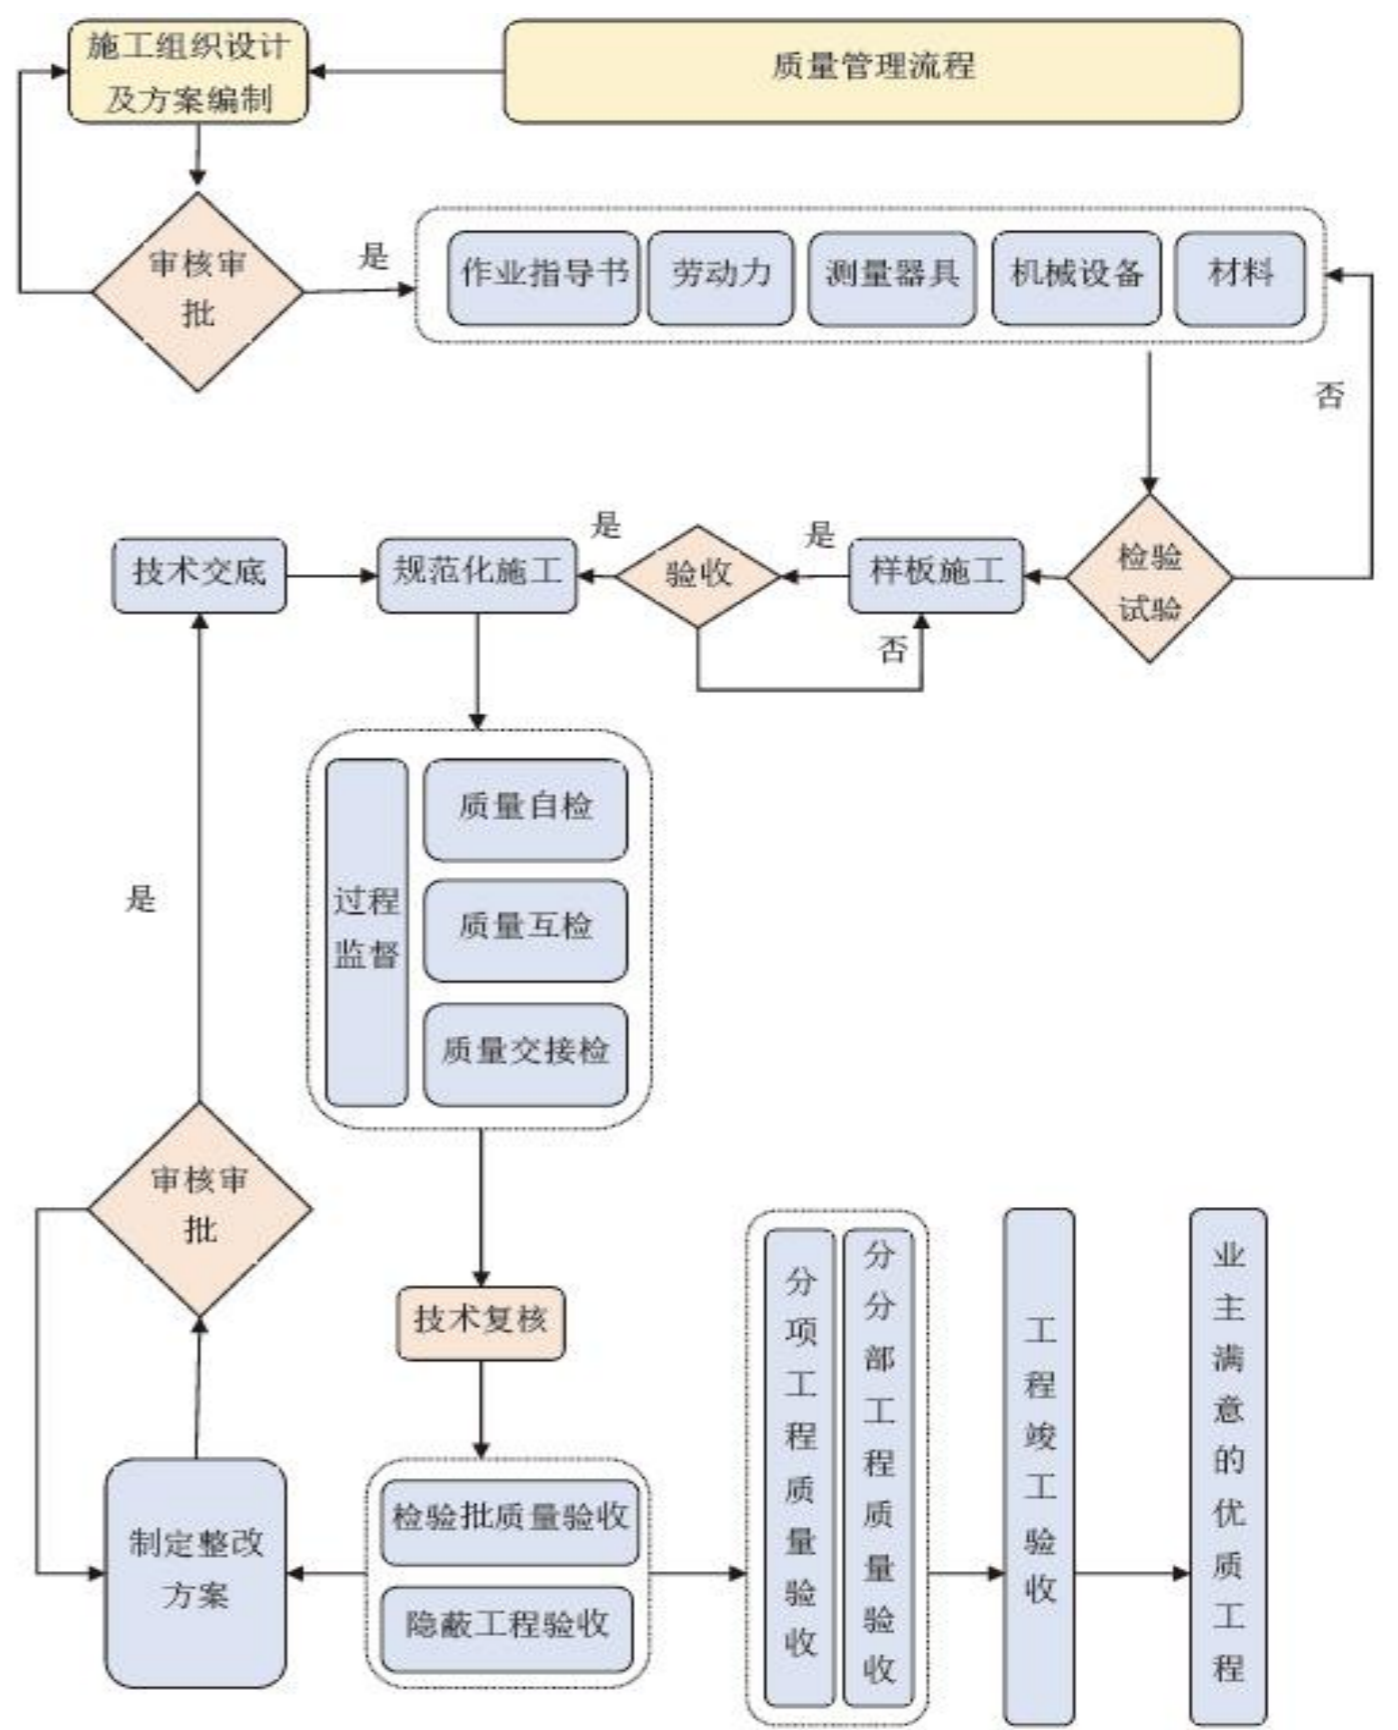 施工组织设计
及方案编制
质量管理流程
审核审
批
是
作业指导书
劳动力
测量器具
机械设备
材料
否
技术交底
规范化施工
是
验收
是
样板施工
检验
试验
否
过程
监督
质量自检
质量互检
质量交接检
是
审核审
批
技术复核
制定整改
方案
检验批质量验收
隐蔽工程验收
分项工程质量验收
分分部工程质量验收
工程竣工验收
业主满意的优质工程